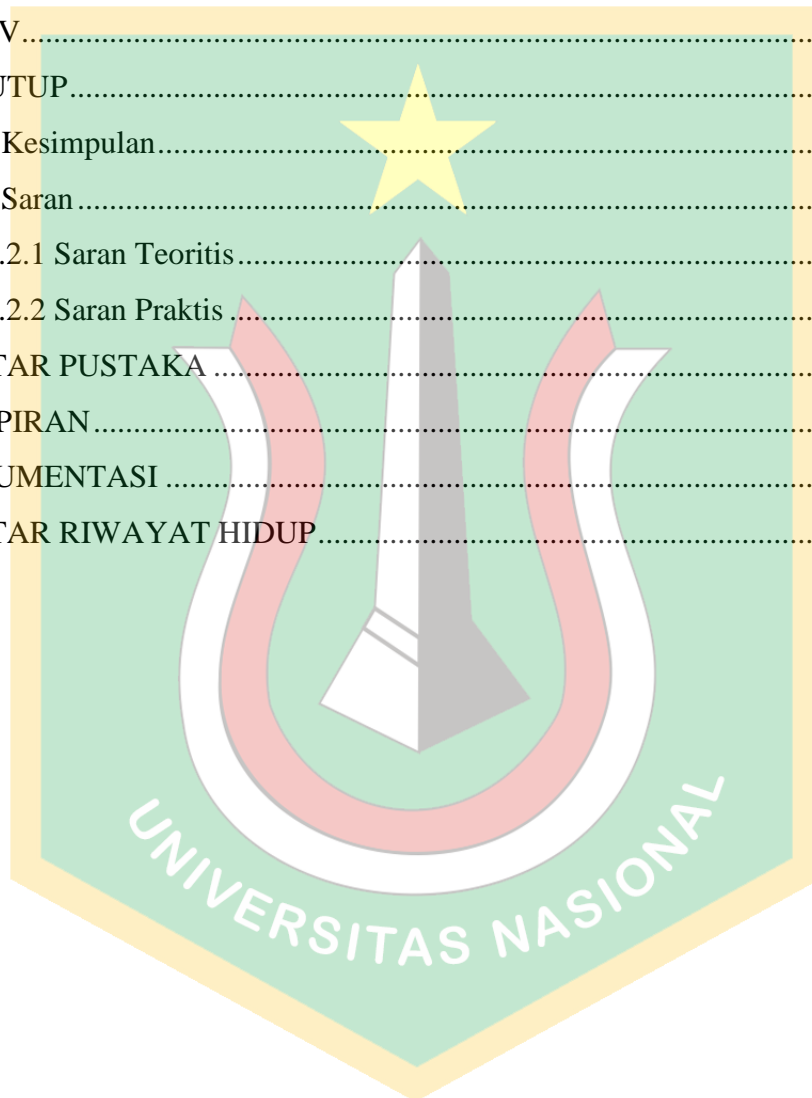 V..........................................................................................................
UTUP..........................................................................................................
Kesimpulan..........................................................................................................
Saran..........................................................................................................
.2.1 Saran Teoritis..........................................................................................................
.2.2 Saran Praktis..........................................................................................................
TAR PUSTAKA..........................................................................................................
PIRAN..........................................................................................................
UMENTASI..........................................................................................................
TAR RIWAYAT HIDUP..........................................................................................................
UNIVERSITAS NASIONAL